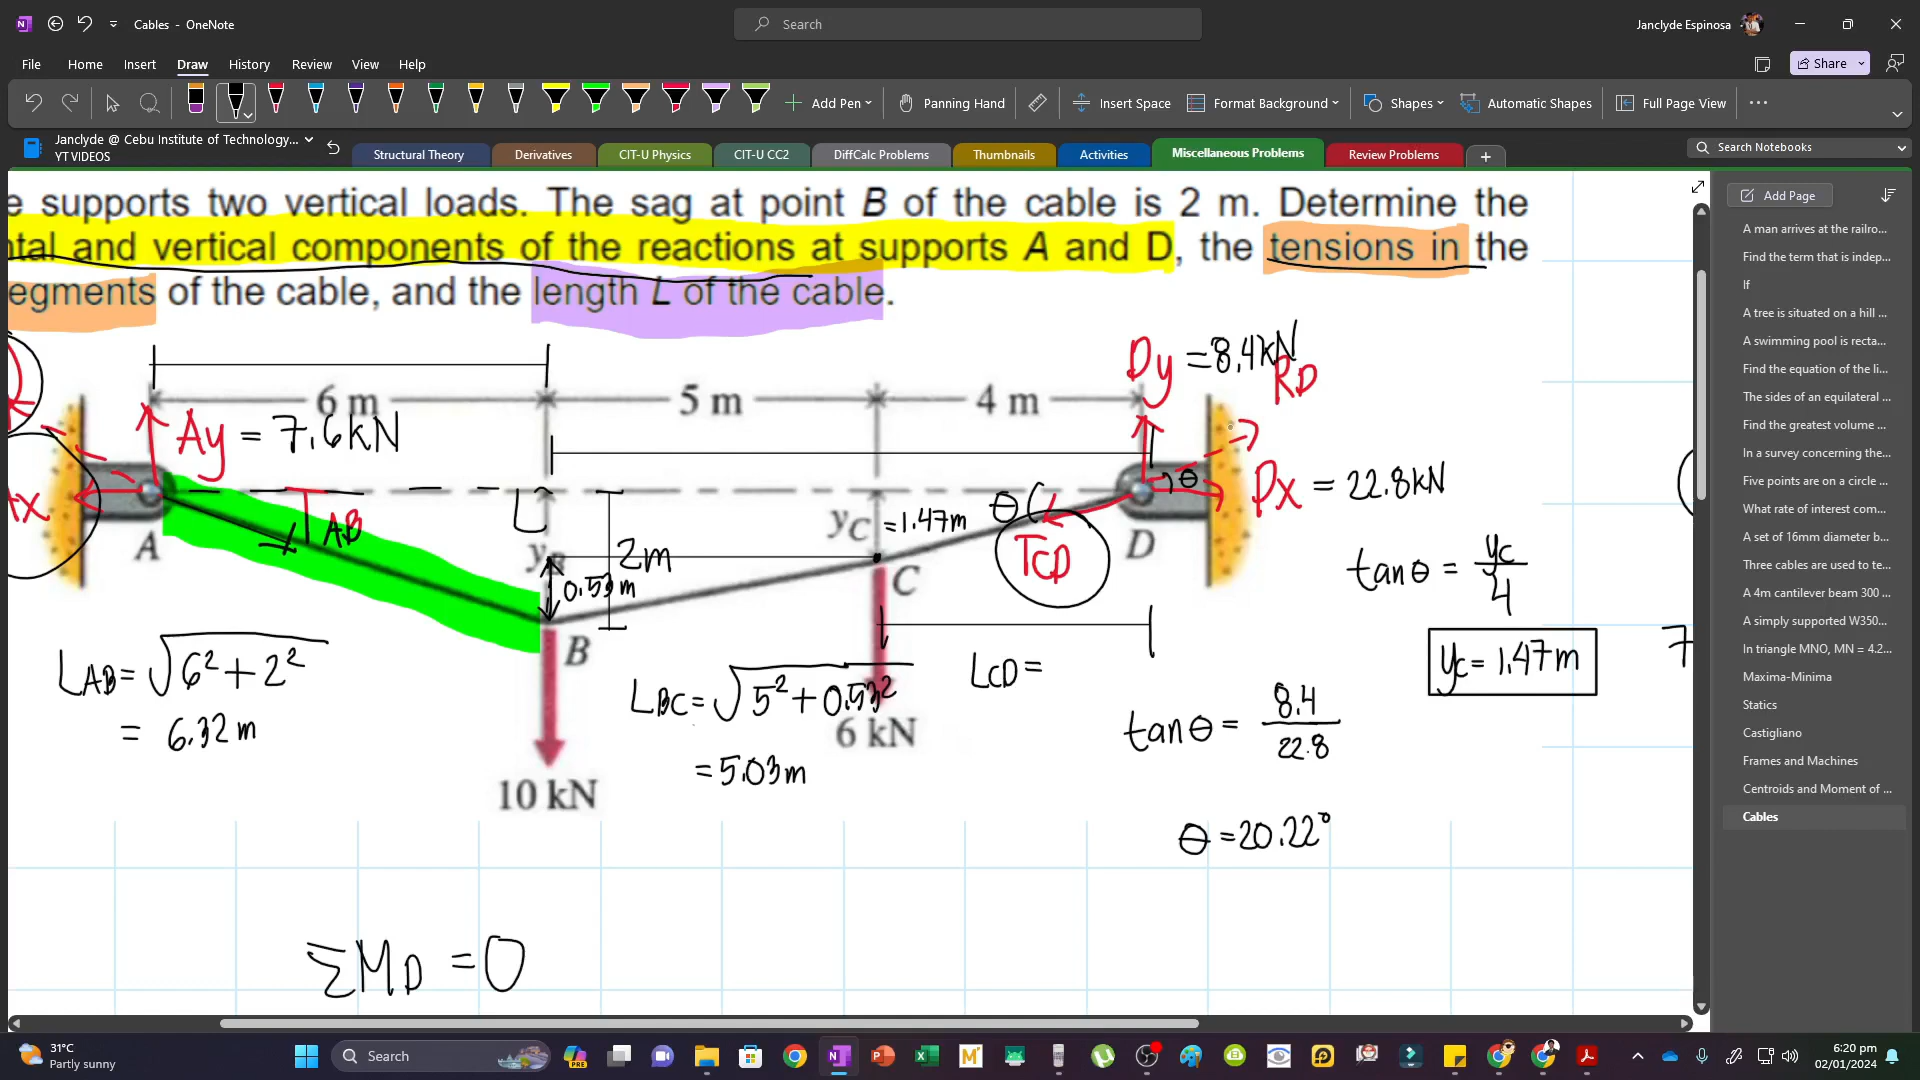 Cables - OneNote
Search
Janclyde Espinosa
File Home Insert Draw History Review View Help
Share
Add Pen
Panning Hand
Insert Space
Format Background
Shapes
Automatic Shapes
Full Page View
Janclyde @ Cebu Institute of Technology...
YT VIDEOS
Structural Theory
Derivatives
CIT-U Physics
CIT-U CC2
DiffCalc Problems
Thumbnails
Activities
Miscellaneous Problems
Review Problems
Search Notebooks
e supports two vertical loads. The sag at point B of the cable is 2 m. Determine the
ntal and vertical components of the reactions at supports A and D, the tensions in the
egments of the cable, and the length L of the cable.
Dy = 8.4kN
RD
6 m
5 m
4 m
Ay = 7.6kN
Dx = 22.8kN
θ
Ax
A
TAB
yC = 1.47m
θ
TCD
D
yB
2m
0.53m
C
B
tanθ = yc/4
yc = 1.47m
7
LAB = √6² + 2²
= 6.32m
LBC = √5² + 0.53²
= 5.03m
6 kN
LCD =
10 kN
tanθ = 8.4/22.8
θ = 20.22°
ΣMD = 0
Add Page
A man arrives at the railro...
Find the term that is indep...
If
A tree is situated on a hill ...
A swimming pool is recta...
Find the equation of the li...
The sides of an equilateral ...
Find the greatest volume ...
In a survey concerning the...
Five points are on a circle ...
What rate of interest com...
A set of 16mm diameter b...
Three cables are used to te...
A 4m cantilever beam 300 ...
A simply supported W350...
In triangle MNO, MN = 4.2...
Maxima-Minima
Statics
Castigliano
Frames and Machines
Centroids and Moment of ...
Cables
31°C
Partly sunny
Search
6:20 pm
02/01/2024